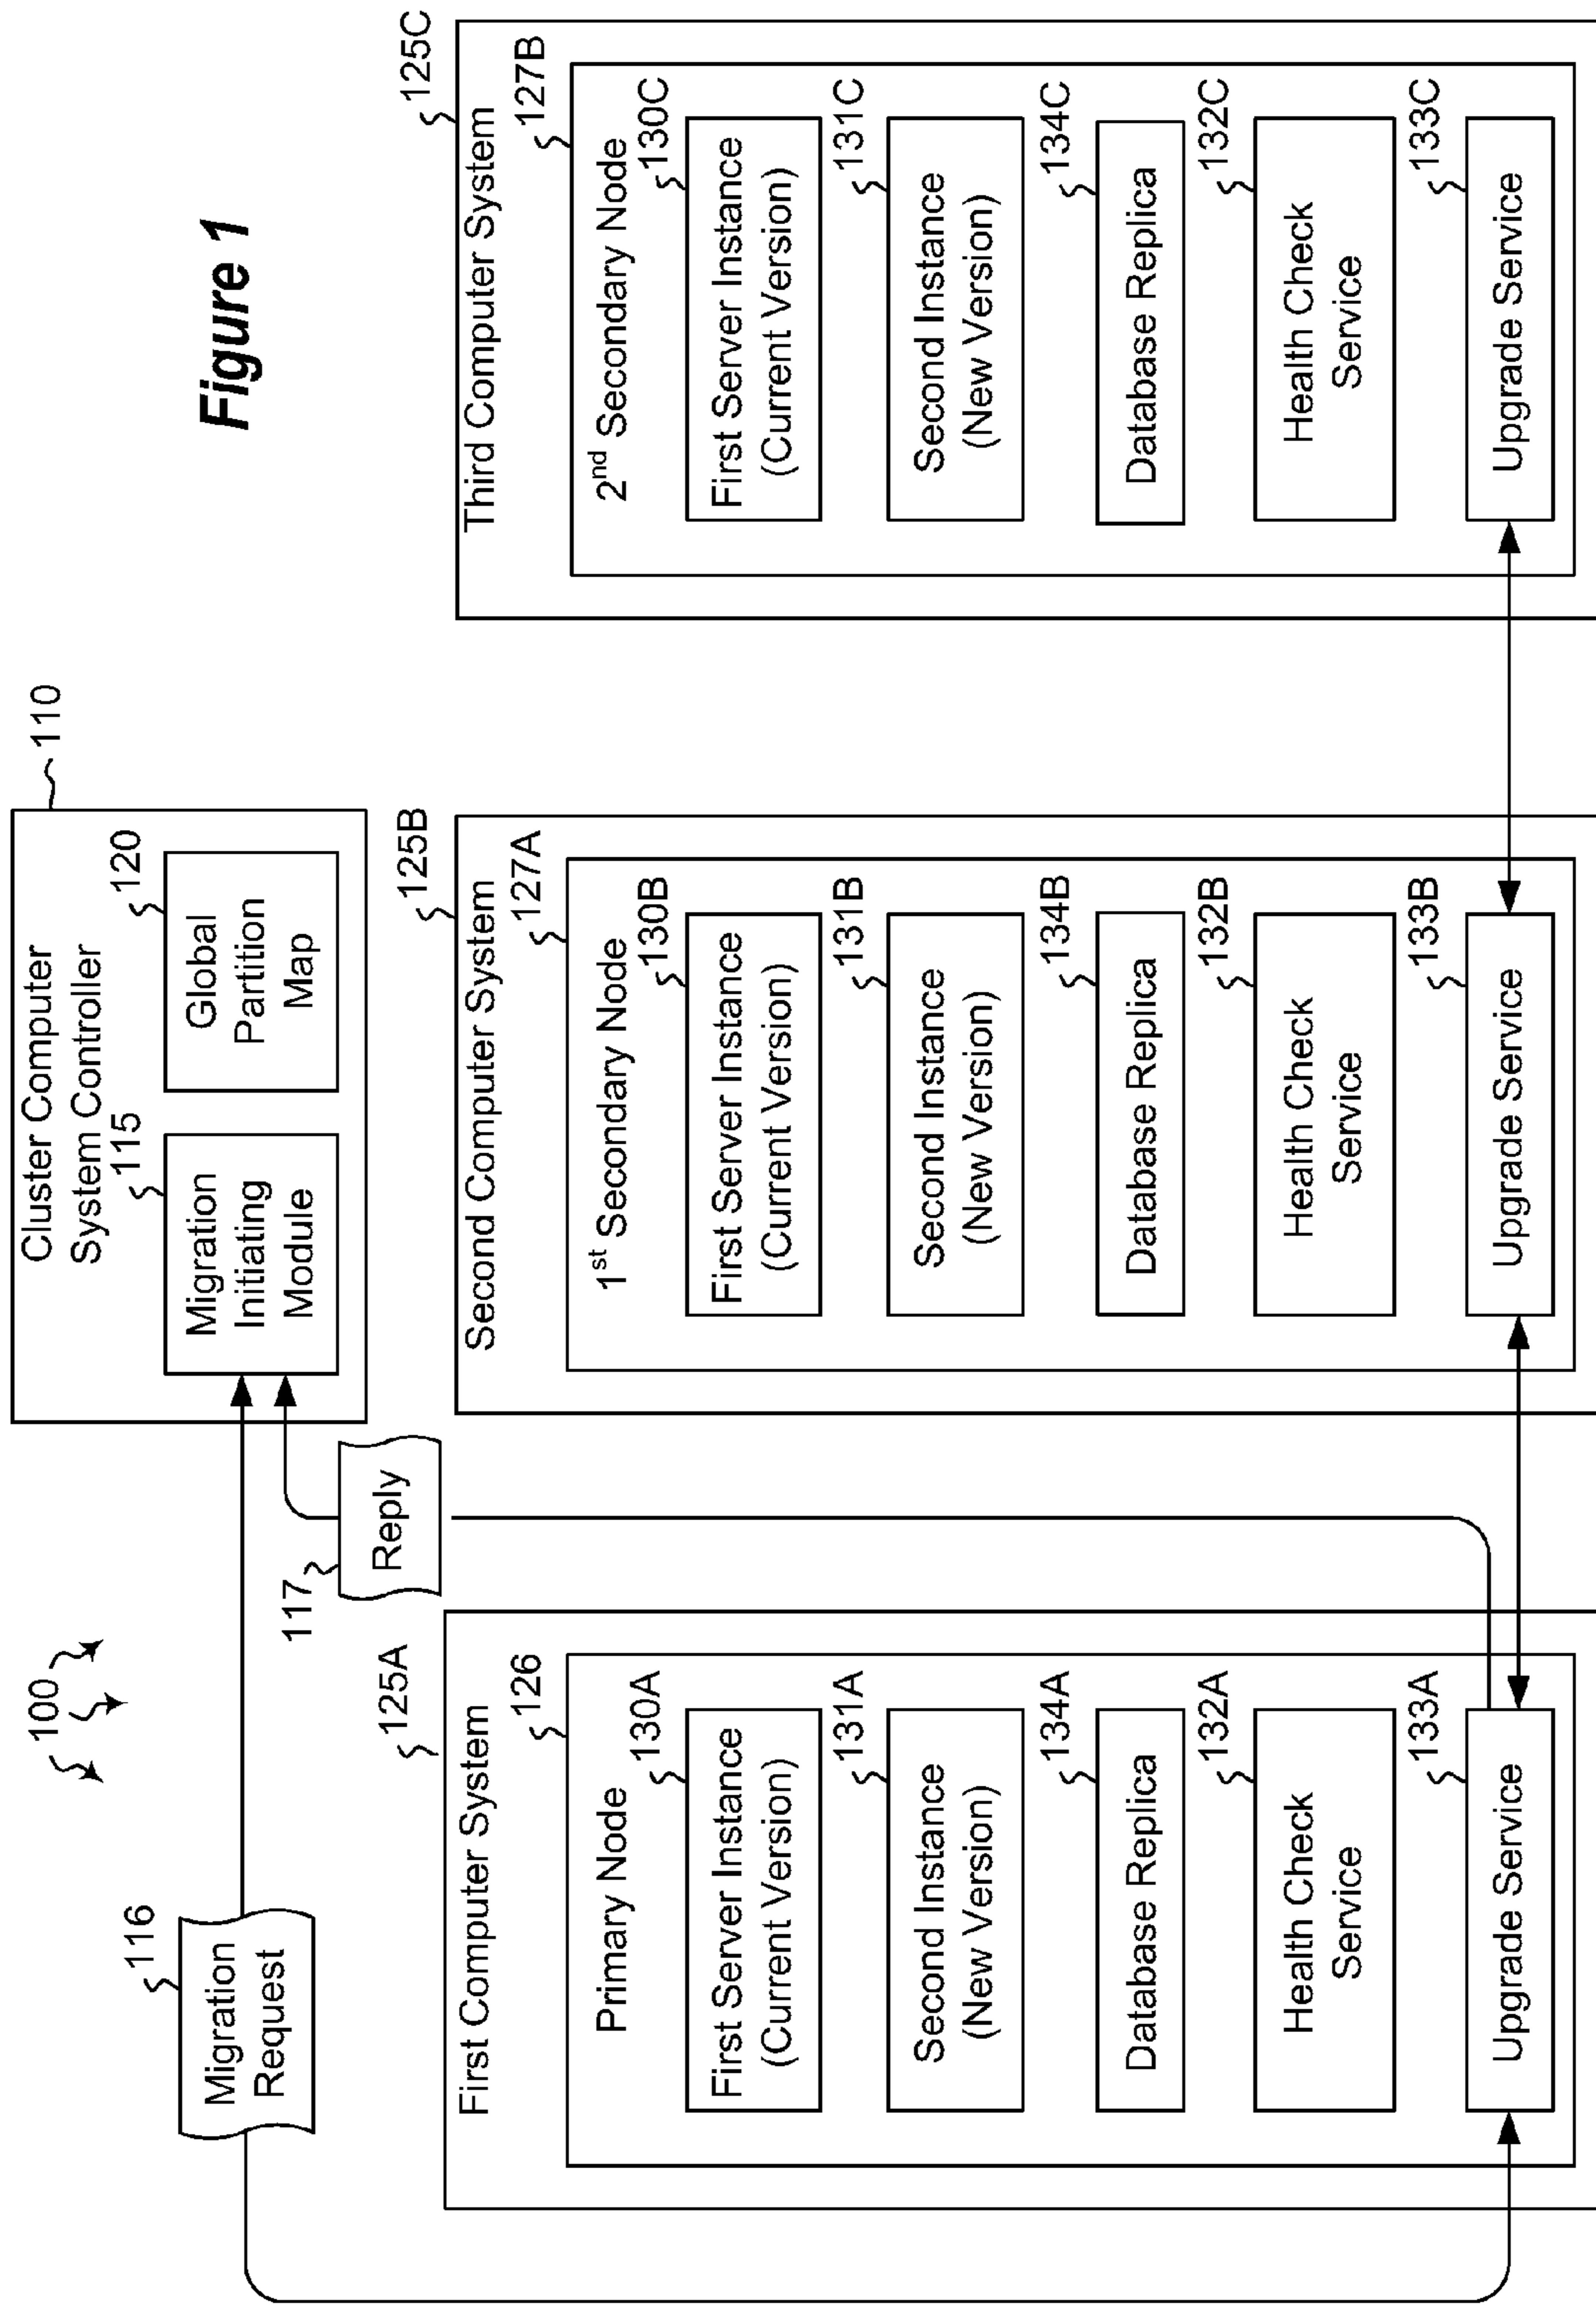 100
116
Migration
Request
117
Reply
Cluster Computer
System Controller
110
115
Migration
Initiating
Module
120
Global
Partition
Map
Figure 1
First Computer System
125A
Primary Node
126
130A
First Server Instance
(Current Version)
131A
Second Instance
(New Version)
134A
Database Replica
132A
Health Check
Service
133A
Upgrade Service
Second Computer System
125B
1st Secondary Node
127A
130B
First Server Instance
(Current Version)
131B
Second Instance
(New Version)
134B
Database Replica
132B
Health Check
Service
133B
Upgrade Service
Third Computer System
125C
2nd Secondary Node
127B
130C
First Server Instance
(Current Version)
131C
Second Instance
(New Version)
134C
Database Replica
132C
Health Check
Service
133C
Upgrade Service